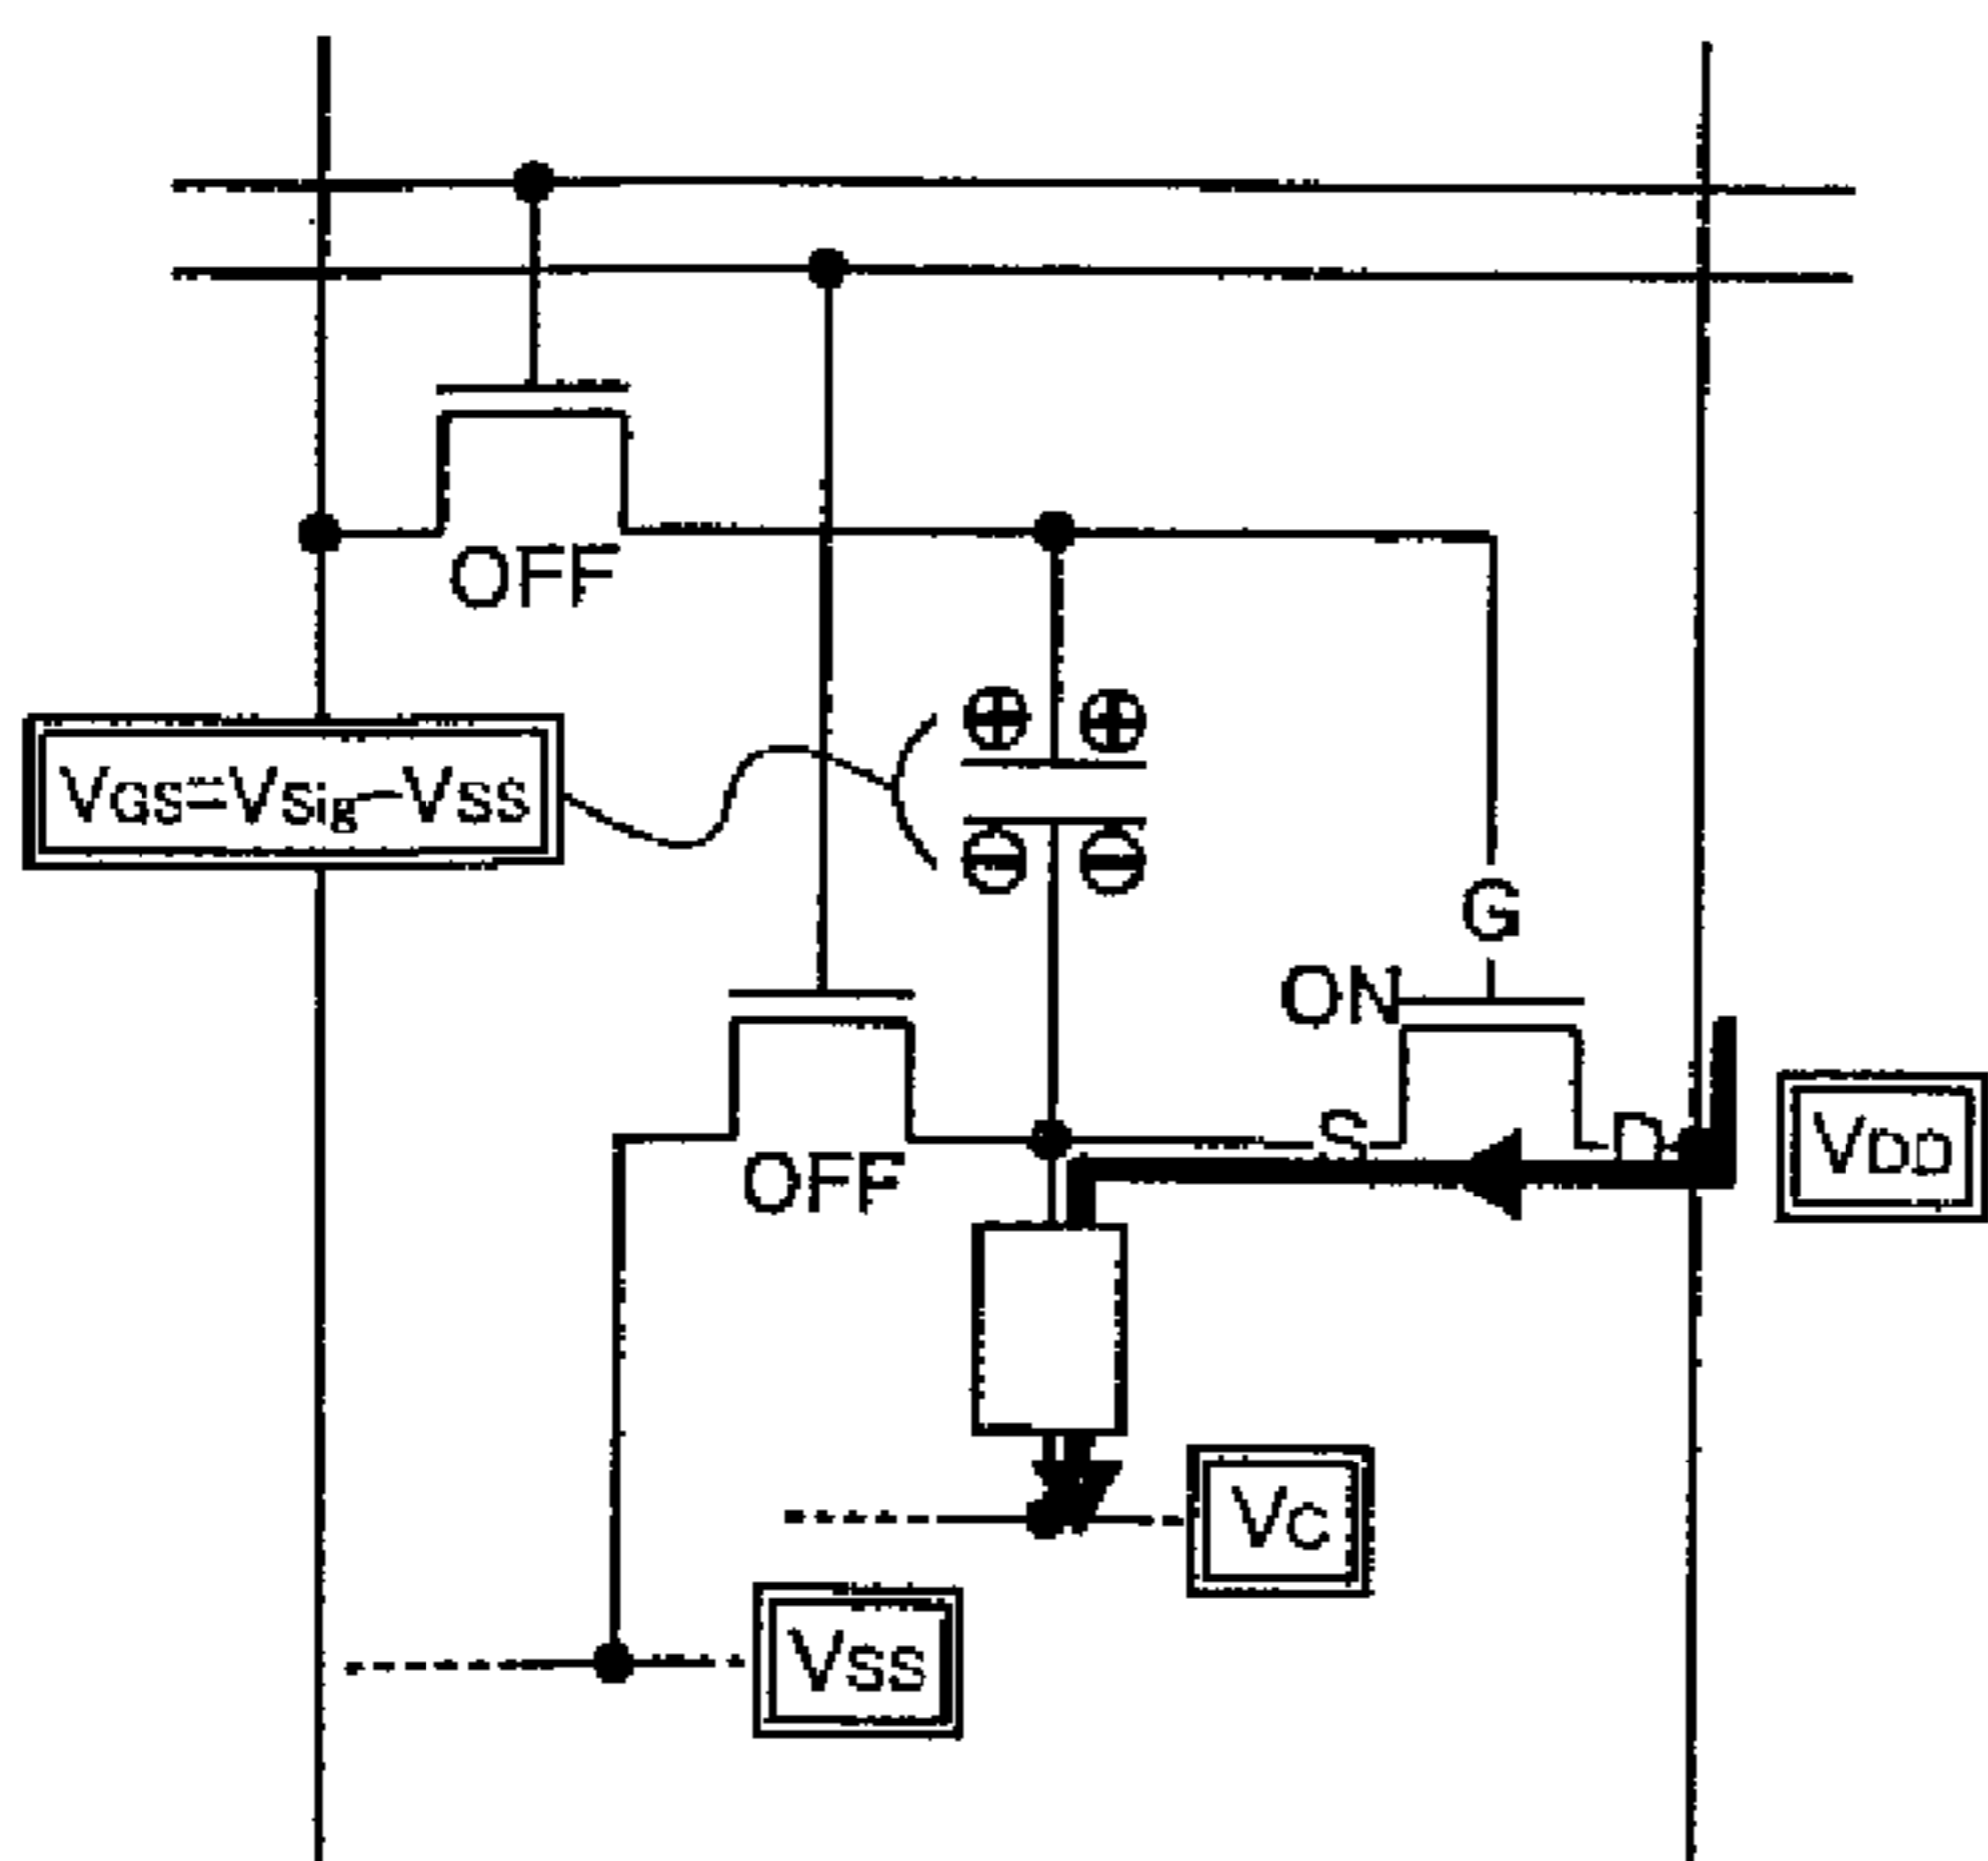 OFF
⊕ ⊕
VGS=VSig−VSS
⊖ ⊖
G
ON
S
D
VDD
OFF
VC
VSS